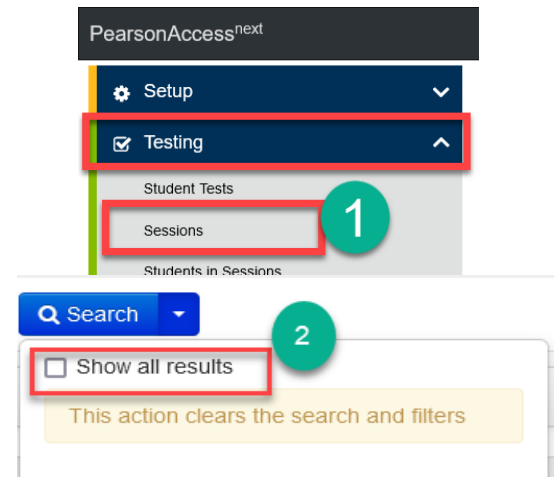 PearsonAccessnext
Setup
Testing
Student Tests
Sessions
1
Students in Sessions
Search
2
Show all results
This action clears the search and filters